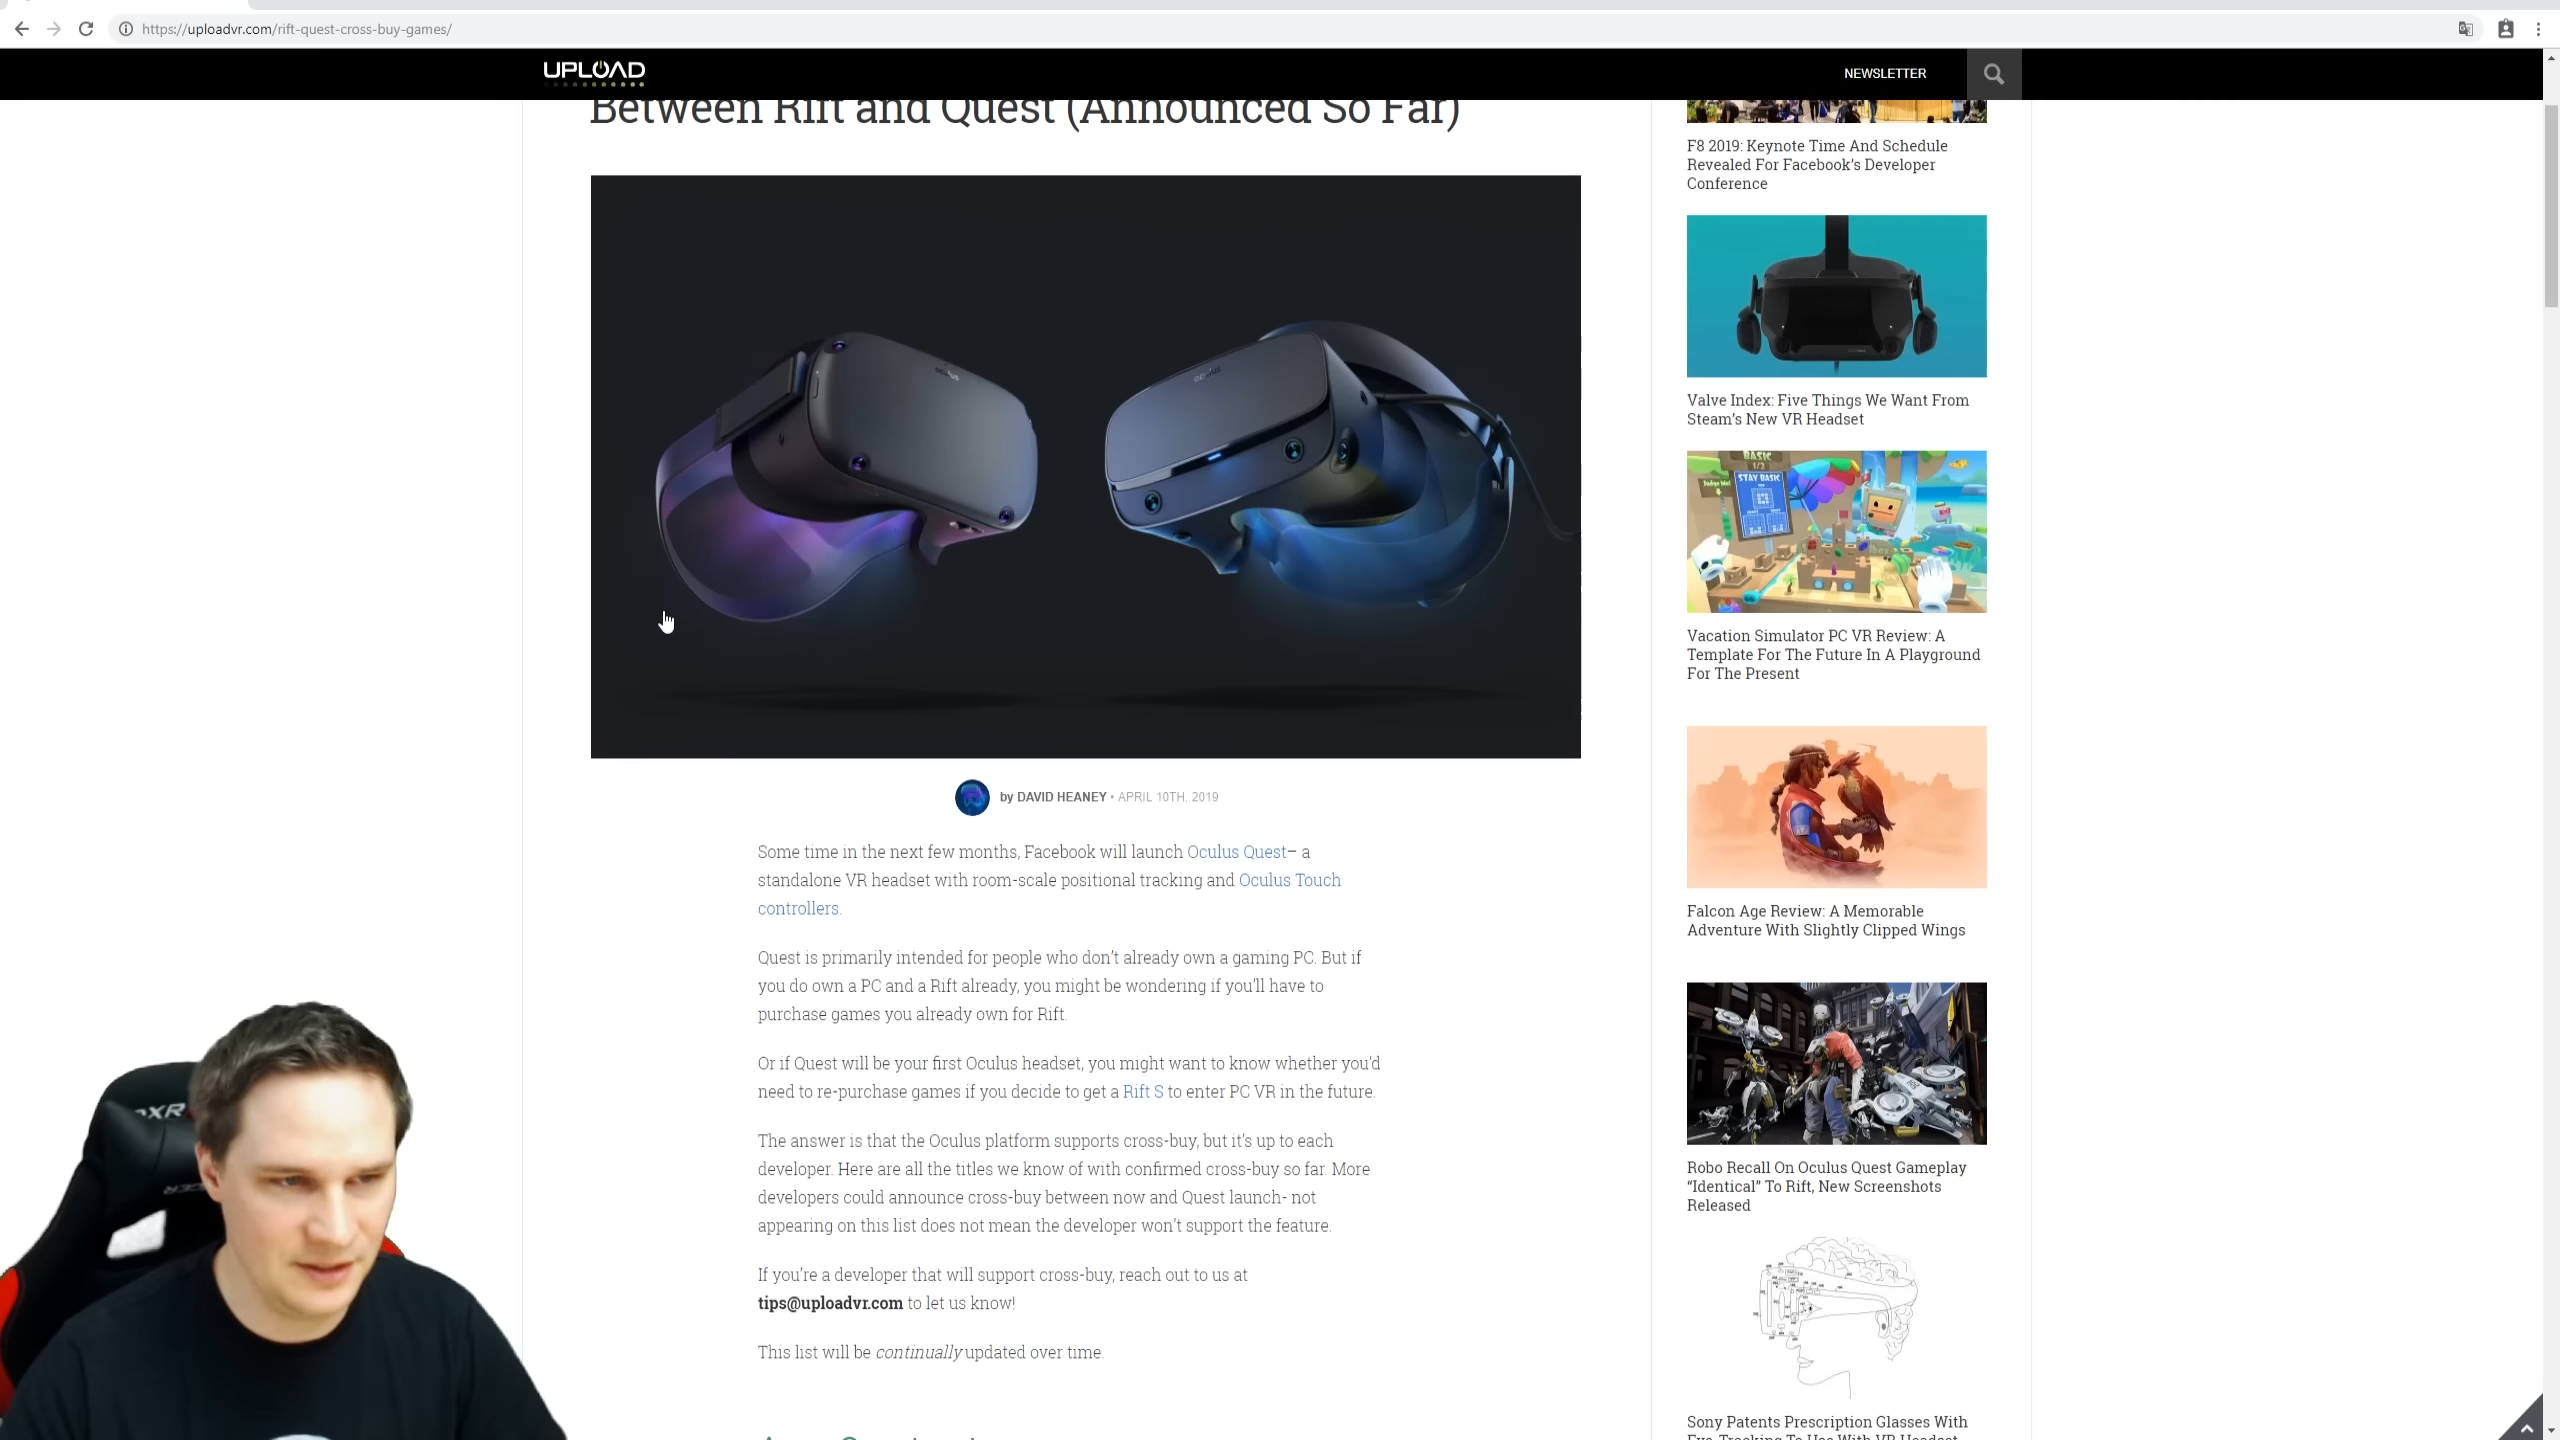 https://uploadvr.com/rift-quest-cross-buy-games/
UPLOAD
NEWSLETTER
Between Rift and Quest (Announced So Far)
by DAVID HEANEY • APRIL 10TH, 2019
Some time in the next few months, Facebook will launch Oculus Quest– a
standalone VR headset with room-scale positional tracking and Oculus Touch
controllers.
Quest is primarily intended for people who don't already own a gaming PC. But if
you do own a PC and a Rift already, you might be wondering if you'll have to
purchase games you already own for Rift.
Or if Quest will be your first Oculus headset, you might want to know whether you'd
need to re-purchase games if you decide to get a Rift S to enter PC VR in the future.
The answer is that the Oculus platform supports cross-buy, but it's up to each
developer. Here are all the titles we know of with confirmed cross-buy so far. More
developers could announce cross-buy between now and Quest launch- not
appearing on this list does not mean the developer won't support the feature.
If you're a developer that will support cross-buy, reach out to us at
tips@uploadvr.com to let us know!
This list will be continually updated over time.
F8 2019: Keynote Time And Schedule
Revealed For Facebook's Developer
Conference
Valve Index: Five Things We Want From
Steam's New VR Headset
BASIC
1/2
STAY BASIC
Vacation Simulator PC VR Review: A
Template For The Future In A Playground
For The Present
Falcon Age Review: A Memorable
Adventure With Slightly Clipped Wings
Robo Recall On Oculus Quest Gameplay
“Identical” To Rift, New Screenshots
Released
Sony Patents Prescription Glasses With
Eye-Tracking To Use With VR Headset